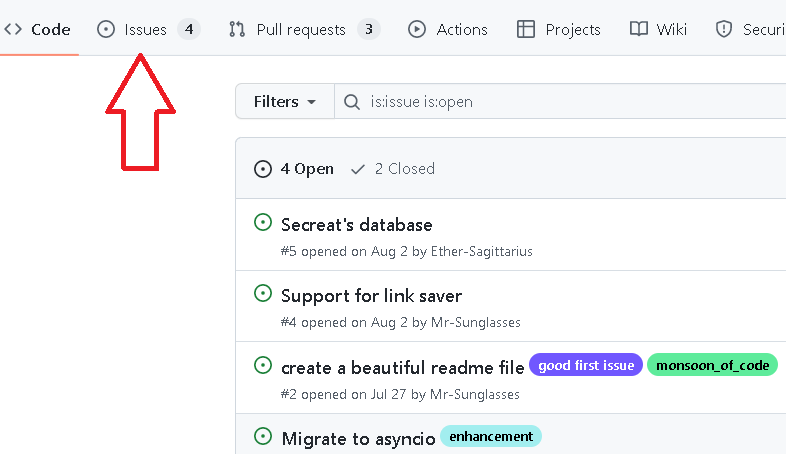 Code Issues 4 Pull requests 3 Actions Projects Wiki Securi
Filters is:issue is:open
4 Open 2 Closed
Secreat's database
#5 opened on Aug 2 by Ether-Sagittarius
Support for link saver
#4 opened on Aug 2 by Mr-Sunglasses
create a beautiful readme file good first issue monsoon_of_code
#2 opened on Jul 27 by Mr-Sunglasses
Migrate to asyncio enhancement